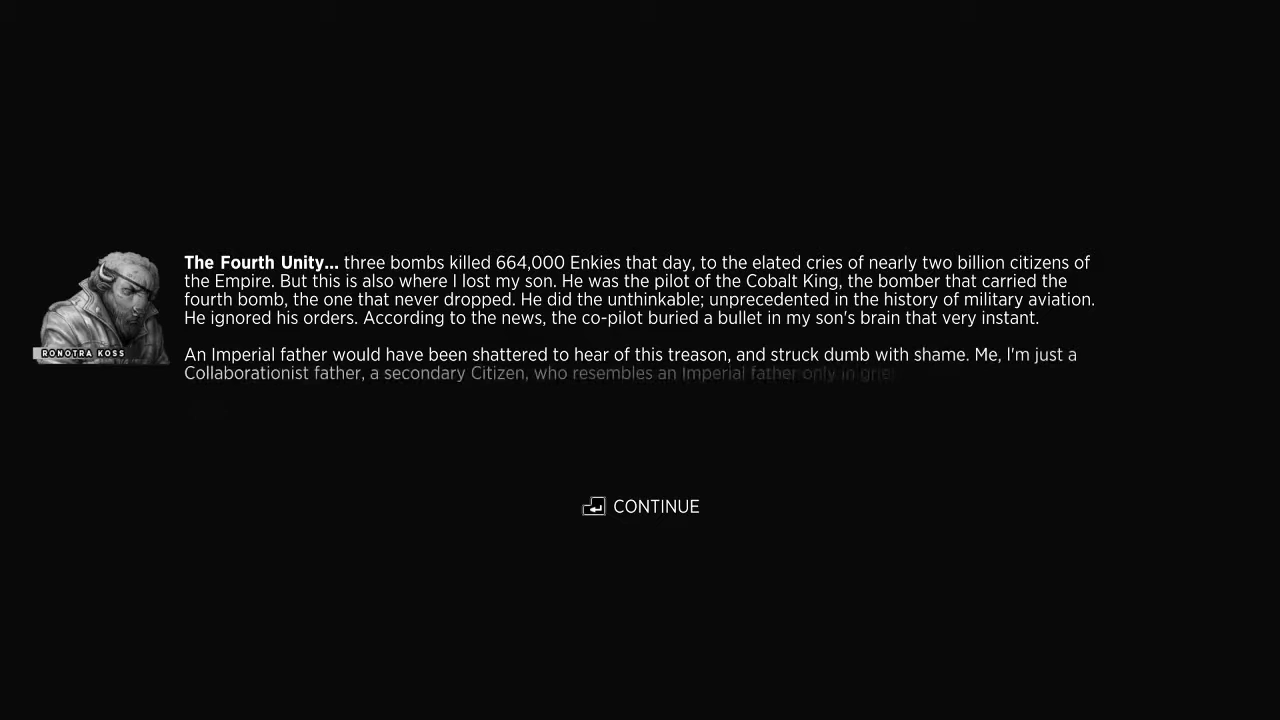 The Fourth Unity... three bombs killed 664,000 Enkies that day, to the elated cries of nearly two billion citizens of
the Empire. But this is also where I lost my son. He was the pilot of the Cobalt King, the bomber that carried the
fourth bomb, the one that never dropped. He did the unthinkable; unprecedented in the history of military aviation.
He ignored his orders. According to the news, the co-pilot buried a bullet in my son's brain that very instant.
RONOTRA KOSS
An Imperial father would have been shattered to hear of this treason, and struck dumb with shame. Me, I'm just a
Collaborationist father, a secondary Citizen, who resembles an Imperial father only in
CONTINUE